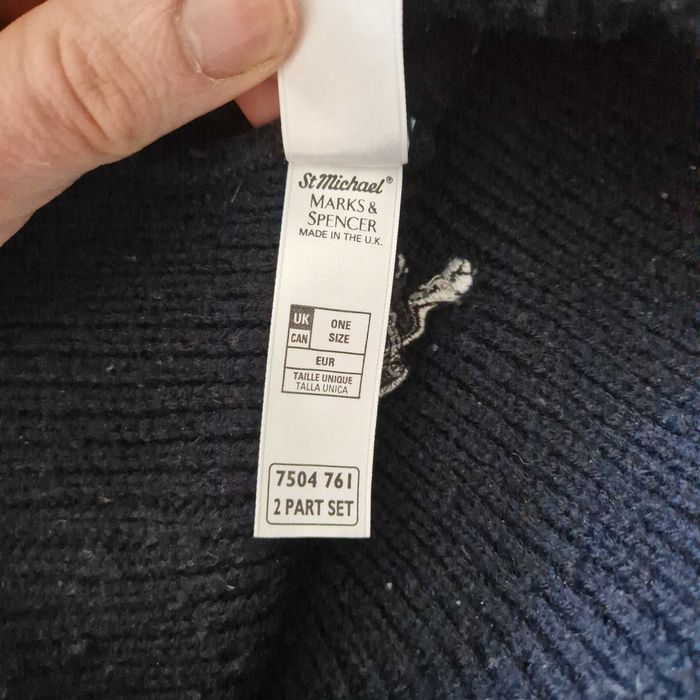 St Michael®
MARKS &
SPENCER
MADE IN THE U.K.
UK
CAN
ONE
SIZE
EUR
TAILLE UNIQUE
TALLA UNICA
7504 761
2 PART SET